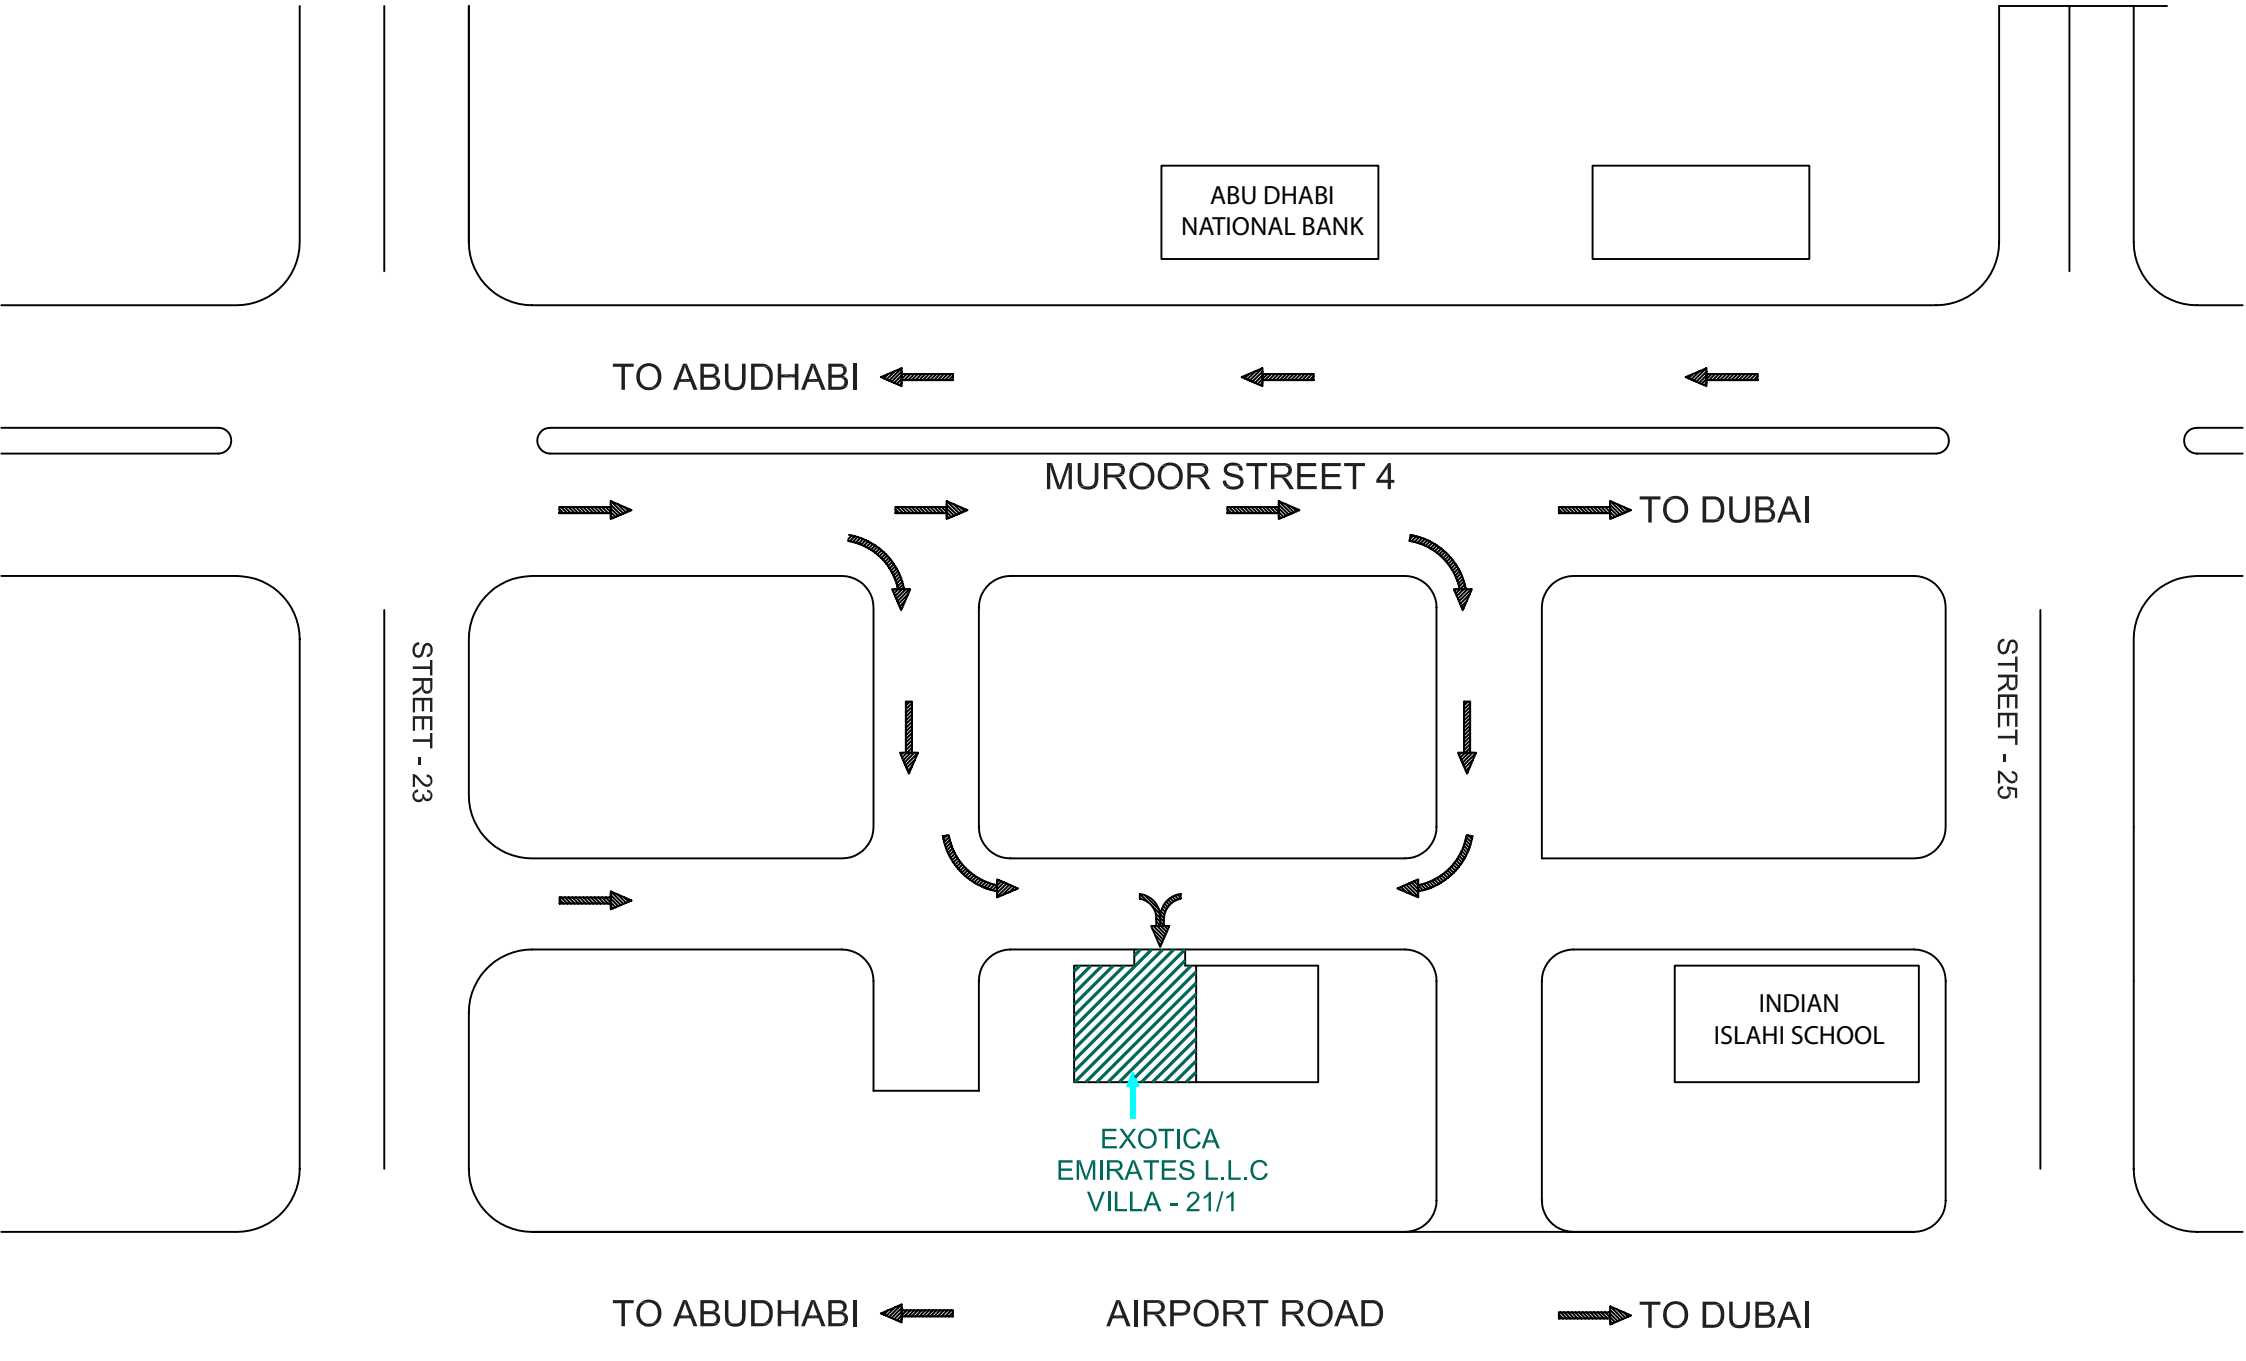 ABU DHABI
NATIONAL BANK
TO ABUDHABI
MUROOR STREET 4
TO DUBAI
STREET - 23
STREET - 25
INDIAN
ISLAHI SCHOOL
EXOTICA
EMIRATES L.L.C
VILLA - 21/1
TO ABUDHABI
AIRPORT ROAD
TO DUBAI